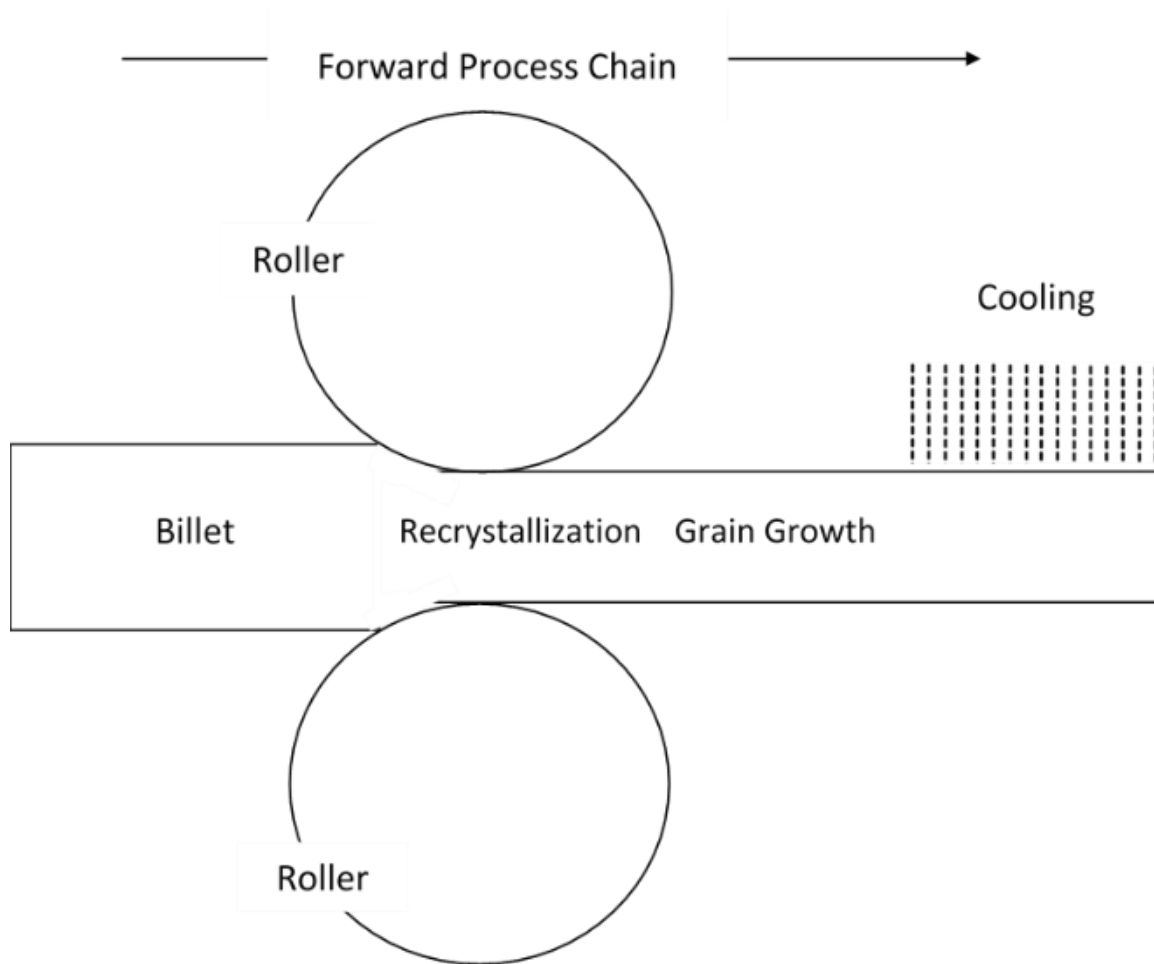 Forward Process Chain
Roller
Cooling
Billet
Recrystallization
Grain Growth
Roller